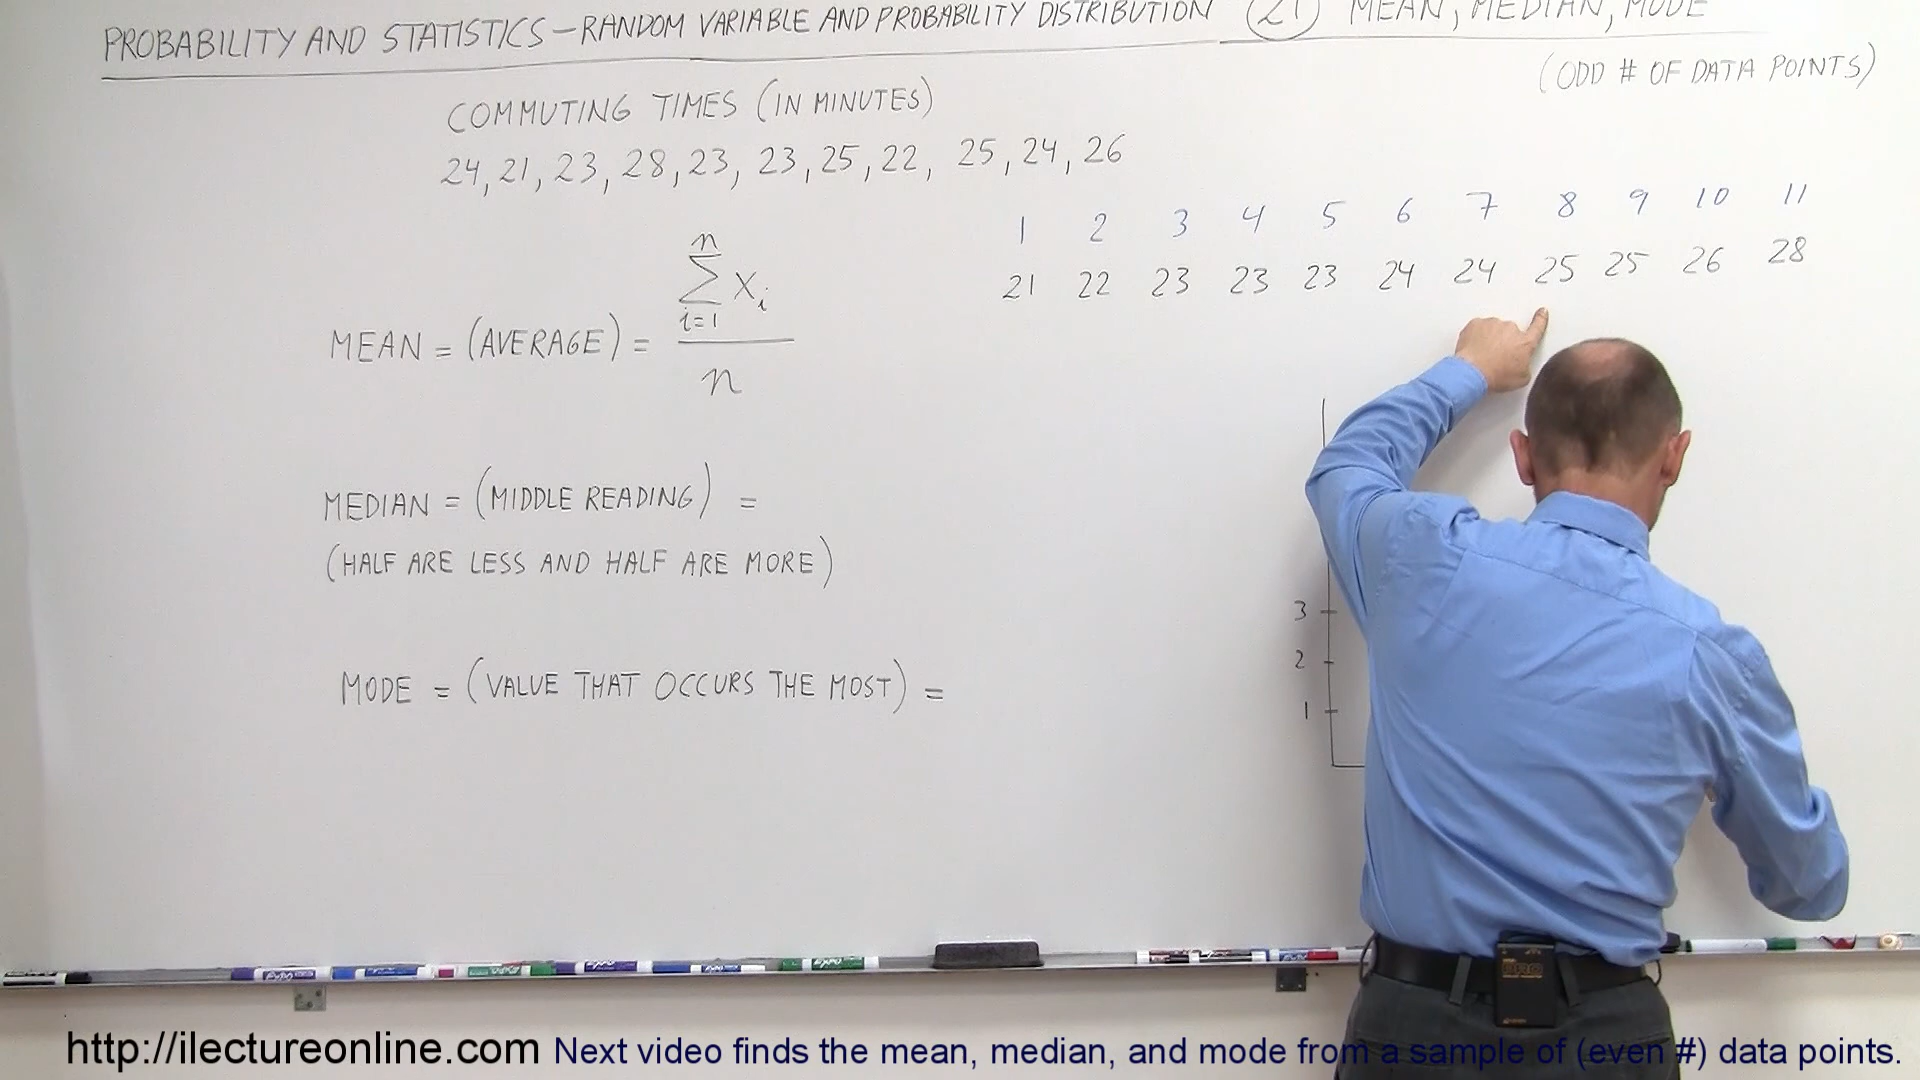 PROBABILITY AND STATISTICS – RANDOM VARIABLE AND PROBABILITY DISTRIBUTION 21 MEAN, MEDIAN, MODE
(ODD # OF DATA POINTS)
COMMUTING TIMES (IN MINUTES)
24, 21, 23, 28, 23, 23, 25, 22, 25, 24, 26
1 2 3 4 5 6 7 8 9 10 11
21 22 23 23 23 24 24 25 25 26 28
n
∑ xi
i=1
MEAN = (AVERAGE) =
n
MEDIAN = (MIDDLE READING) =
(HALF ARE LESS AND HALF ARE MORE)
3
2
MODE = (VALUE THAT OCCURS THE MOST) =
1
http://ilectureonline.com Next video finds the mean, median, and mode from a sample of (even #) data points.